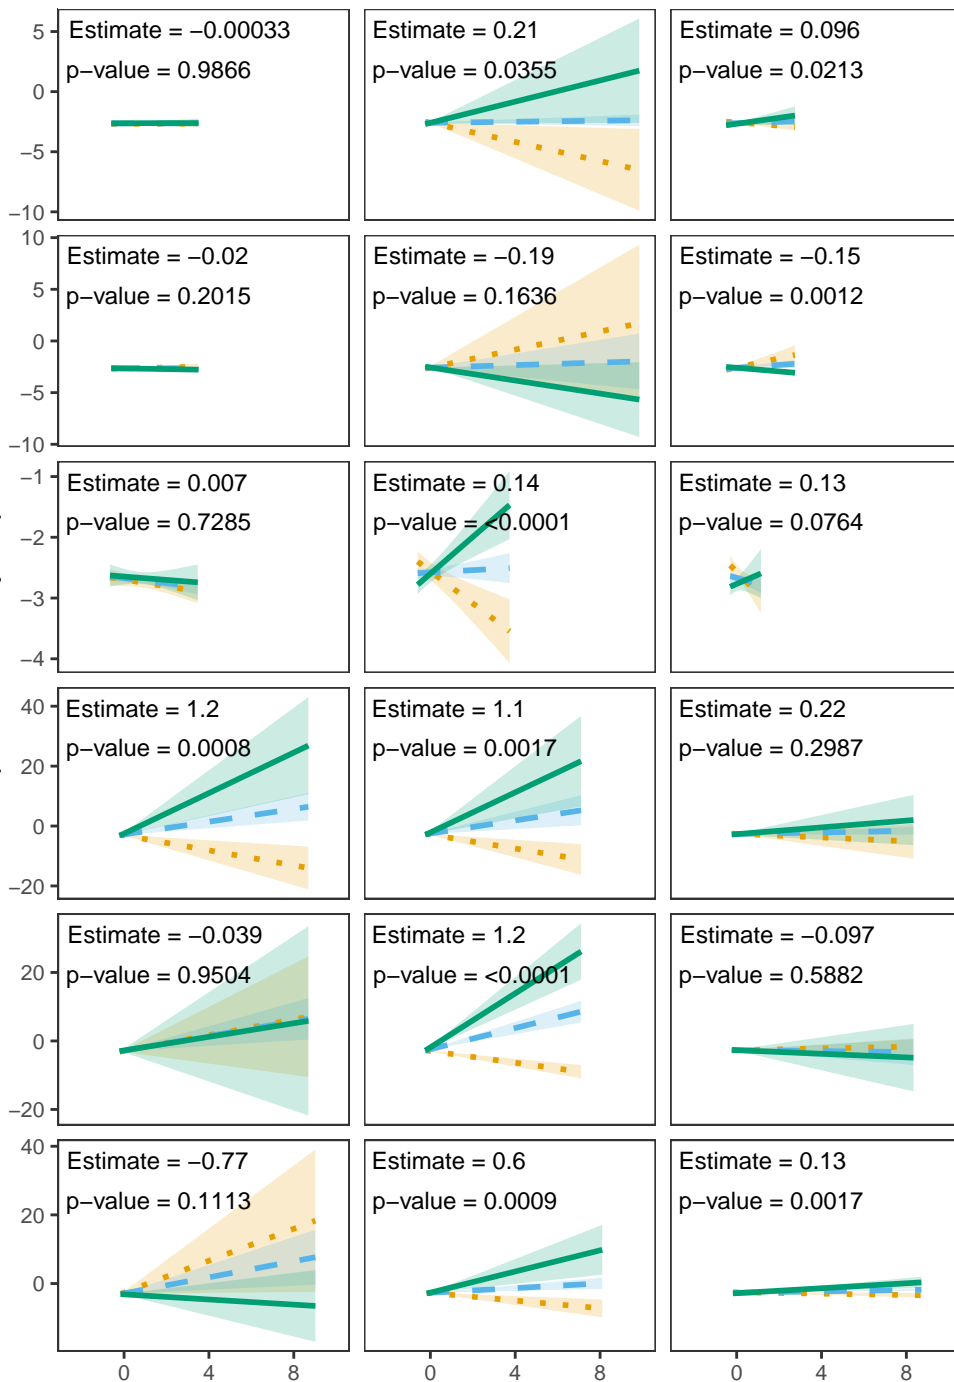 Estimate = −0.00033
p−value = 0.9866
Estimate = 0.21
p−value = 0.0355
Estimate = 0.096
p−value = 0.0213
5
0
−5
−10
Estimate = −0.02
p−value = 0.2015
Estimate = −0.19
p−value = 0.1636
Estimate = −0.15
p−value = 0.0012
10
5
0
−5
−10
Estimate = 0.007
p−value = 0.7285
Estimate = 0.14
p−value = <0.0001
Estimate = 0.13
p−value = 0.0764
−1
−2
−3
−4
Estimate = 1.2
p−value = 0.0008
Estimate = 1.1
p−value = 0.0017
Estimate = 0.22
p−value = 0.2987
40
20
0
−20
Estimate = −0.039
p−value = 0.9504
Estimate = 1.2
p−value = <0.0001
Estimate = −0.097
p−value = 0.5882
20
0
−20
Estimate = −0.77
p−value = 0.1113
Estimate = 0.6
p−value = 0.0009
Estimate = 0.13
p−value = 0.0017
40
20
0
0 4 8
0 4 8
0 4 8